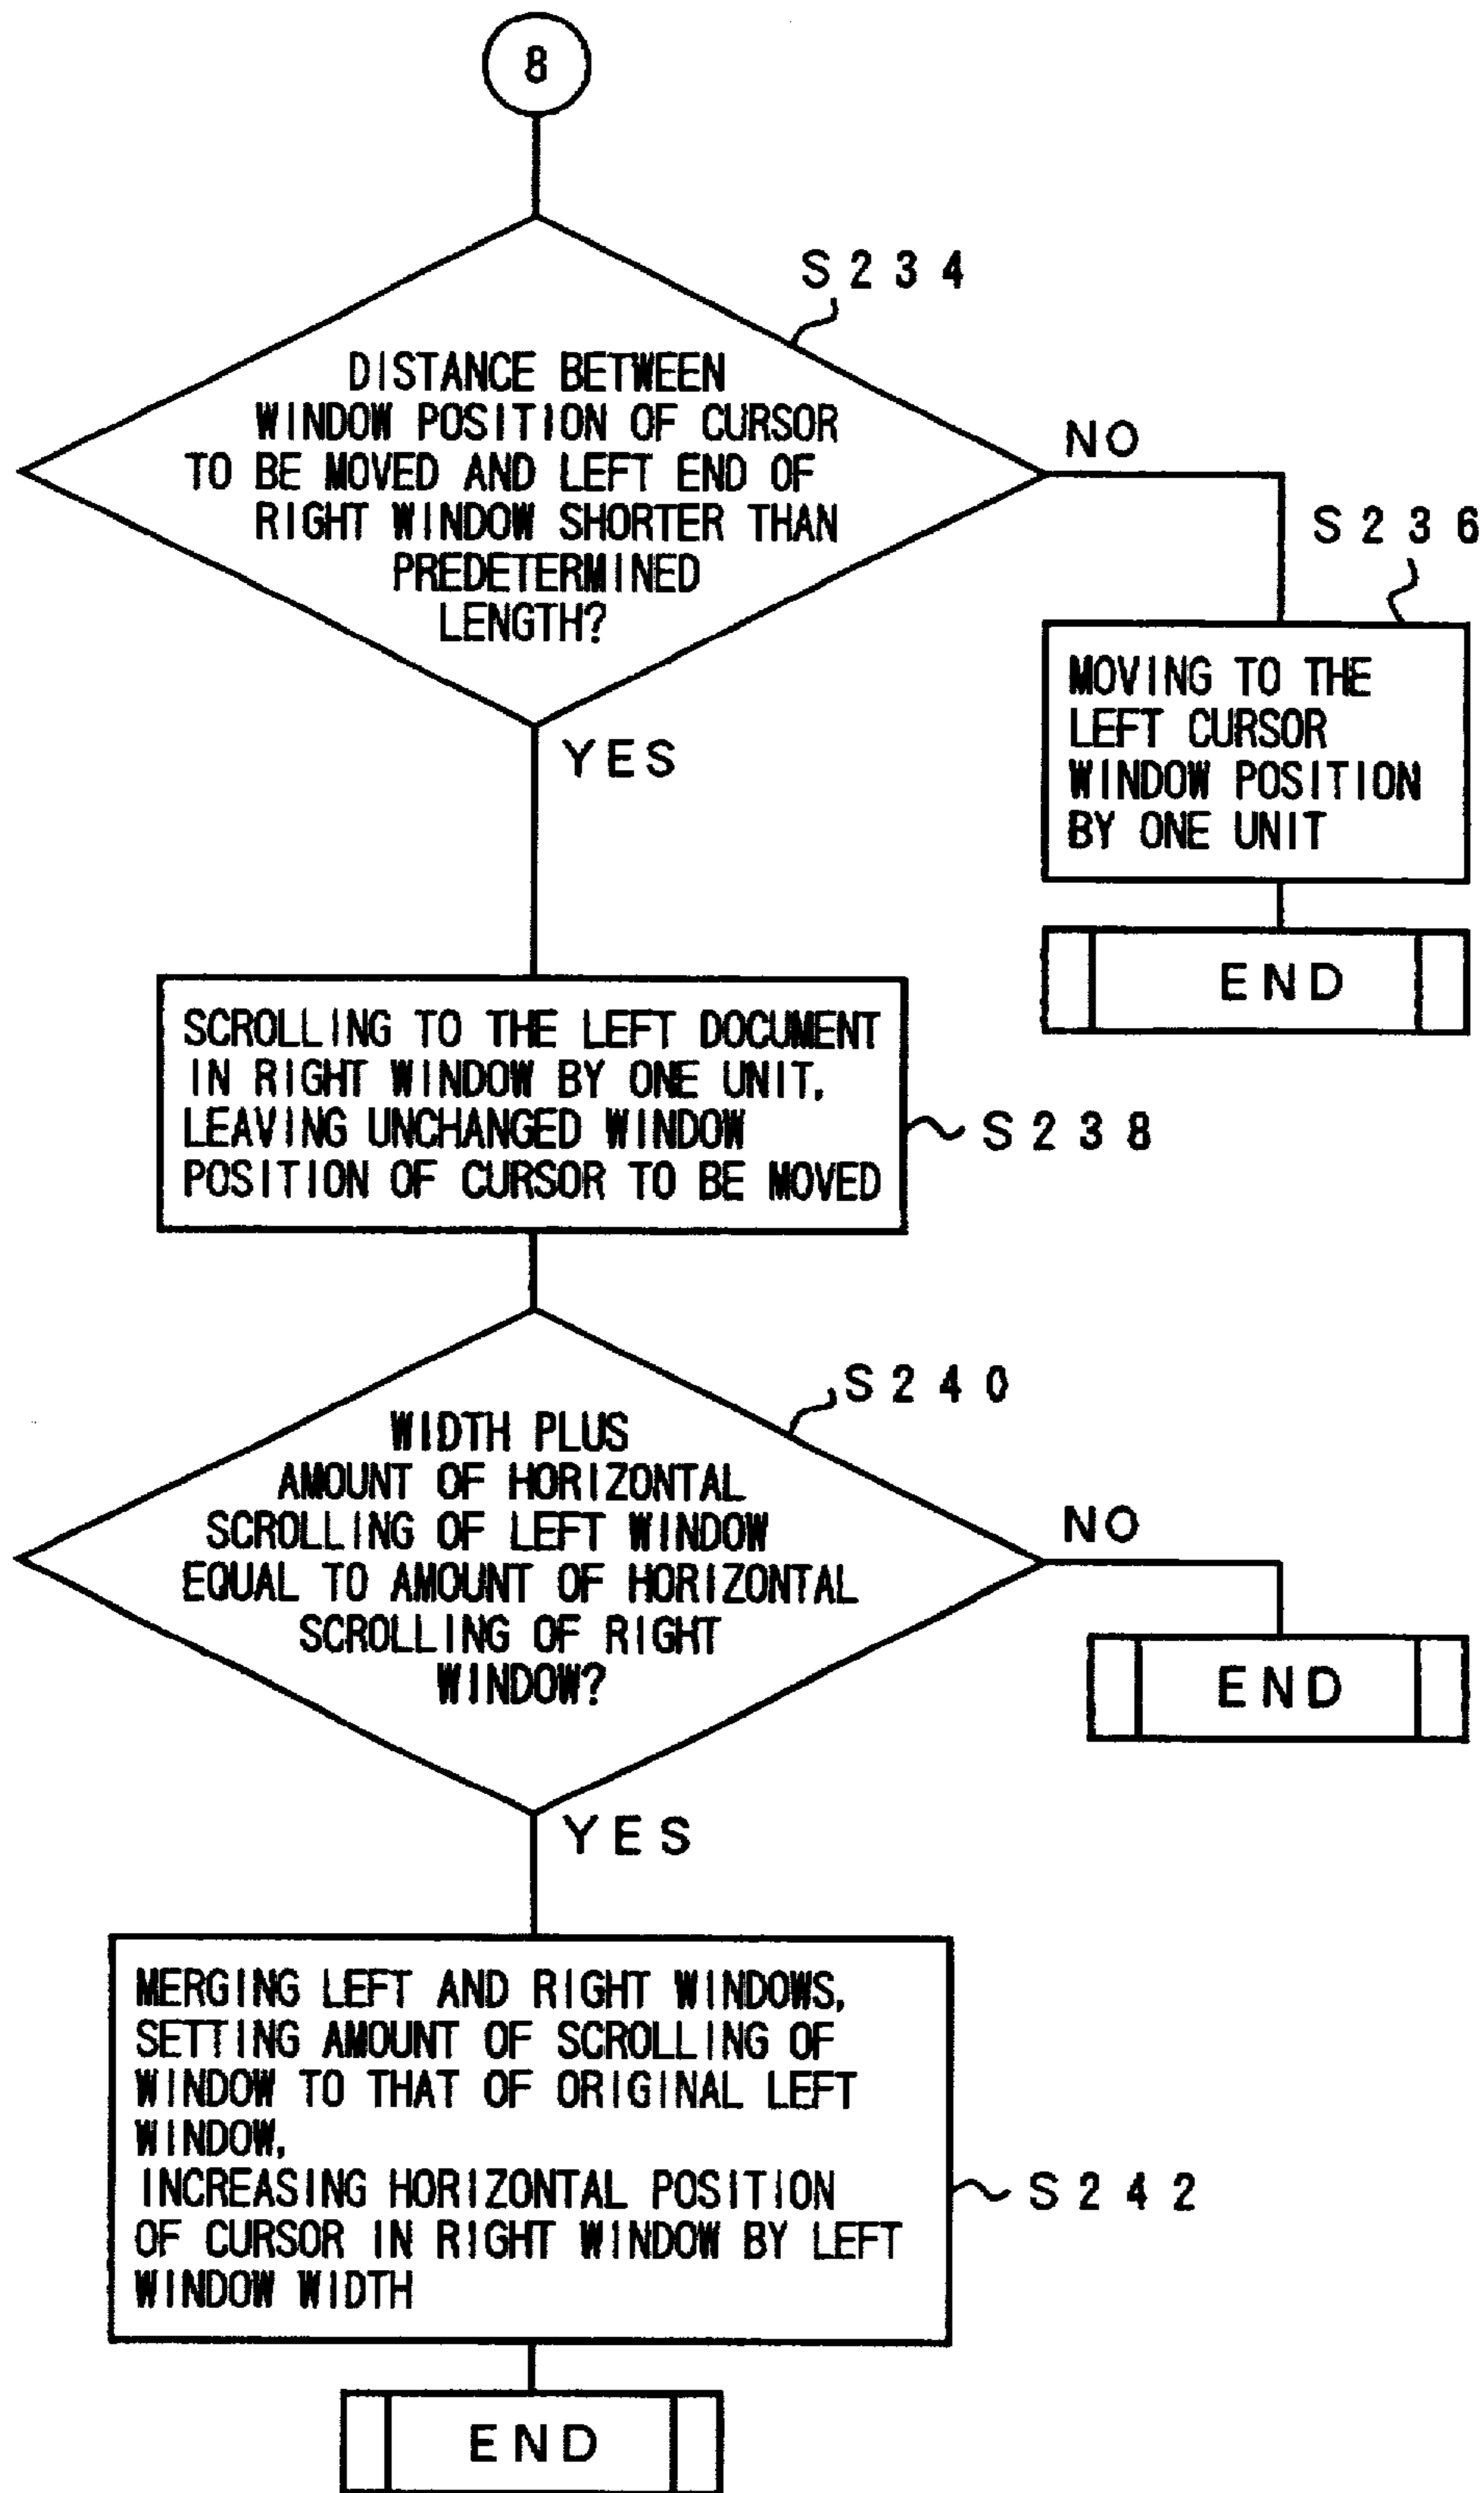 8
S234
DISTANCE BETWEEN
WINDOW POSITION OF CURSOR
TO BE MOVED AND LEFT END OF
RIGHT WINDOW SHORTER THAN
PREDETERMINED
LENGTH?
NO
YES
S236
MOVING TO THE
LEFT CURSOR
WINDOW POSITION
BY ONE UNIT
END
SCROLLING TO THE LEFT DOCUMENT
IN RIGHT WINDOW BY ONE UNIT,
LEAVING UNCHANGED WINDOW
POSITION OF CURSOR TO BE MOVED
S238
S240
WIDTH PLUS
AMOUNT OF HORIZONTAL
SCROLLING OF LEFT WINDOW
EQUAL TO AMOUNT OF HORIZONTAL
SCROLLING OF RIGHT
WINDOW?
NO
END
YES
MERGING LEFT AND RIGHT WINDOWS,
SETTING AMOUNT OF SCROLLING OF
WINDOW TO THAT OF ORIGINAL LEFT
WINDOW,
INCREASING HORIZONTAL POSITION
OF CURSOR IN RIGHT WINDOW BY LEFT
WINDOW WIDTH
S242
END